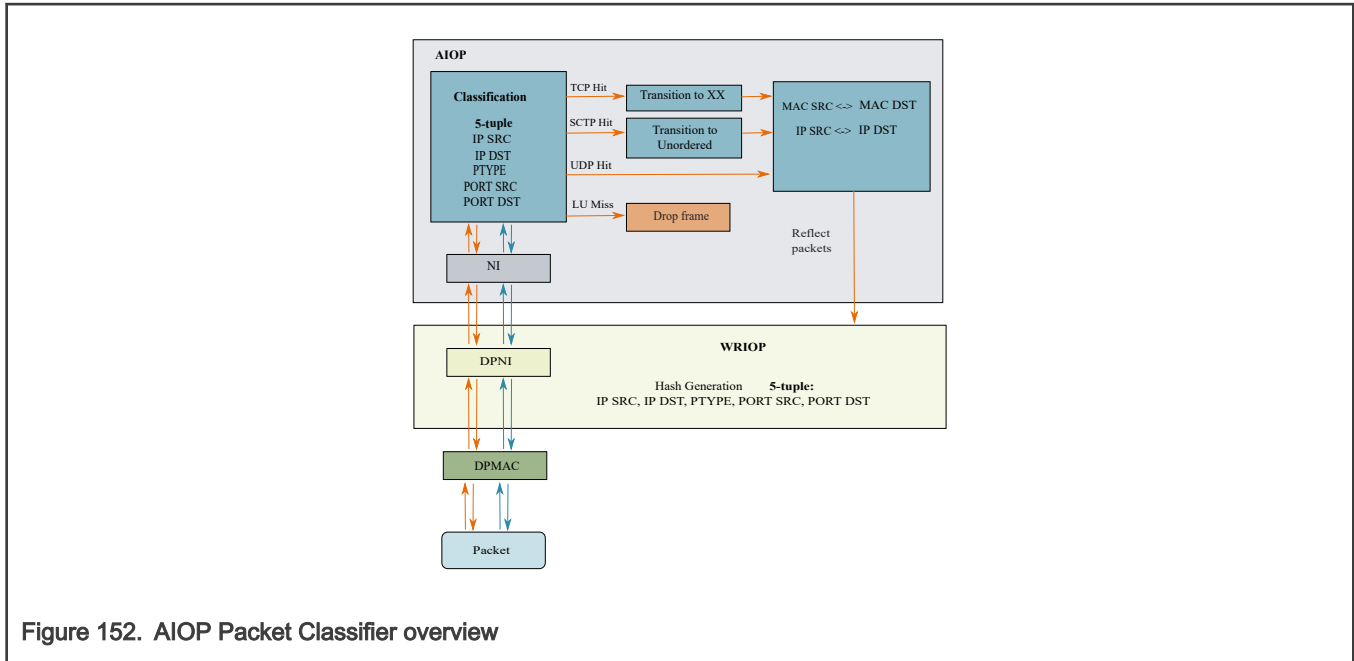 AIOP
Classification
5-tuple
IP SRC
IP DST
PTYPE
PORT SRC
PORT DST
TCP Hit
Transition to XX
SCTP Hit
Transition to
Unordered
UDP Hit
LU Miss
Drop frame
MAC SRC <-> MAC DST
IP SRC <-> IP DST
Reflect
packets
NI
WRIOP
DPNI
Hash Generation 5-tuple:
IP SRC, IP DST, PTYPE, PORT SRC, PORT DST
DPMAC
Packet
Figure 152. AIOP Packet Classifier overview